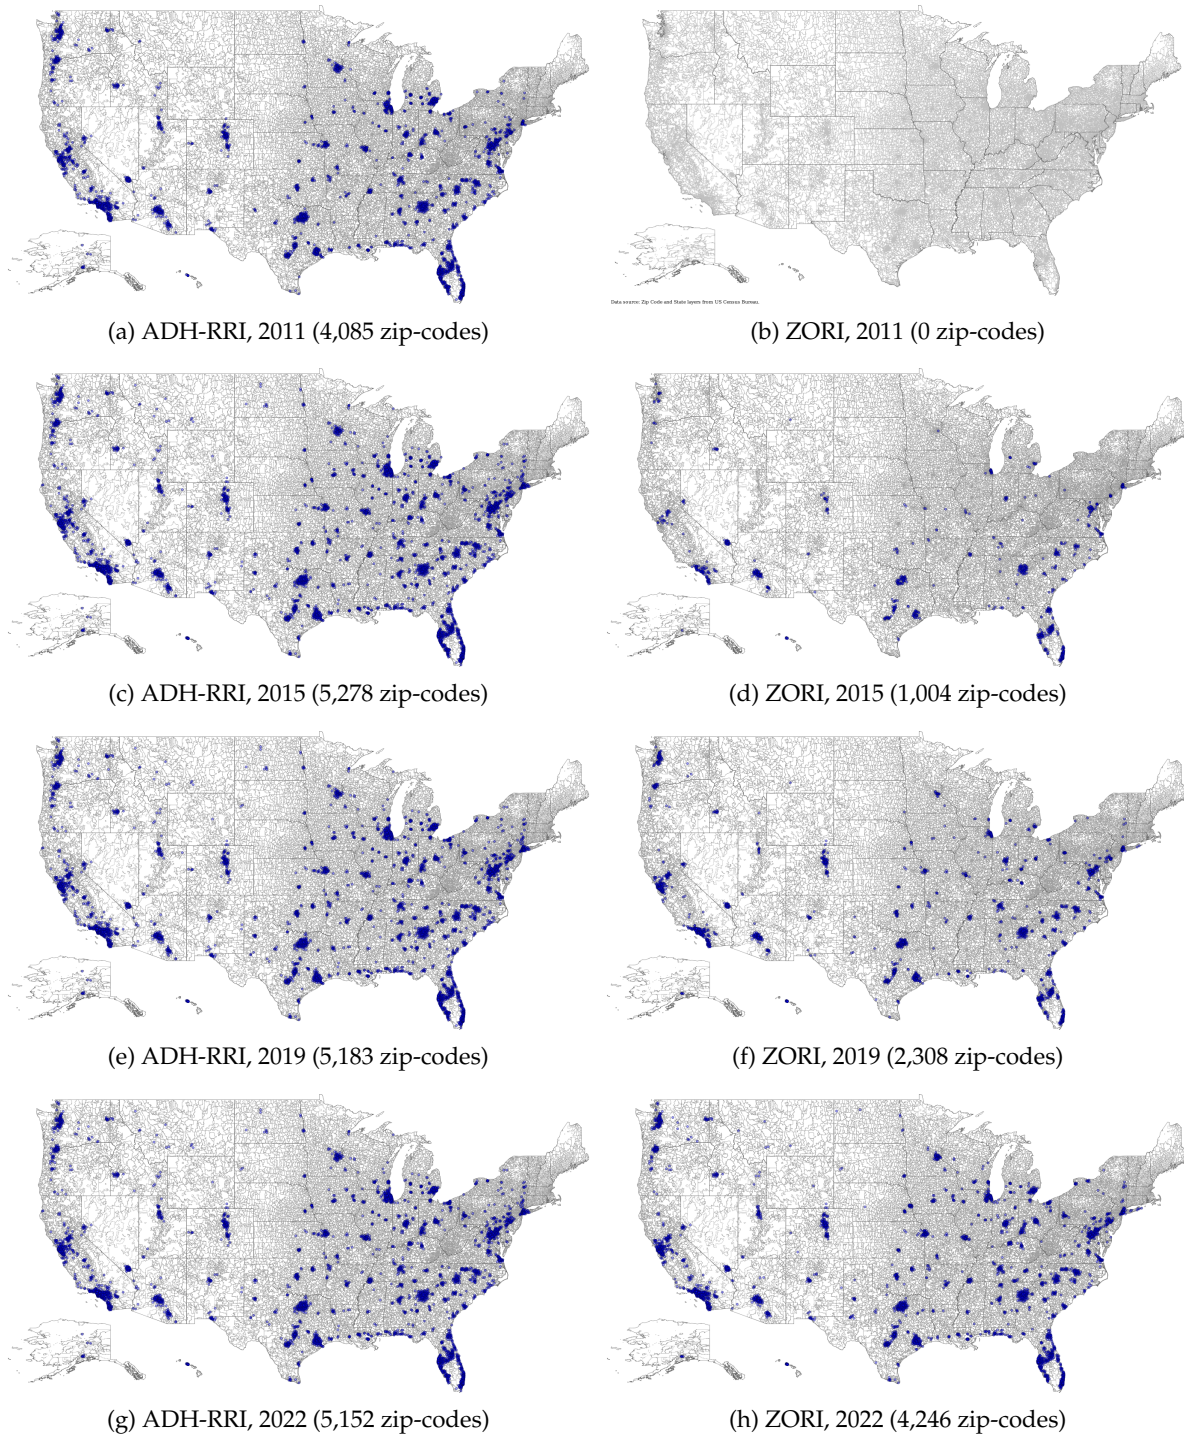 (a) ADH-RRI, 2011 (4,085 zip-codes)
Data source: Zip Code and State layers from US Census Bureau.
(b) ZORI, 2011 (0 zip-codes)
(c) ADH-RRI, 2015 (5,278 zip-codes)
(d) ZORI, 2015 (1,004 zip-codes)
(e) ADH-RRI, 2019 (5,183 zip-codes)
(f) ZORI, 2019 (2,308 zip-codes)
(g) ADH-RRI, 2022 (5,152 zip-codes)
(h) ZORI, 2022 (4,246 zip-codes)